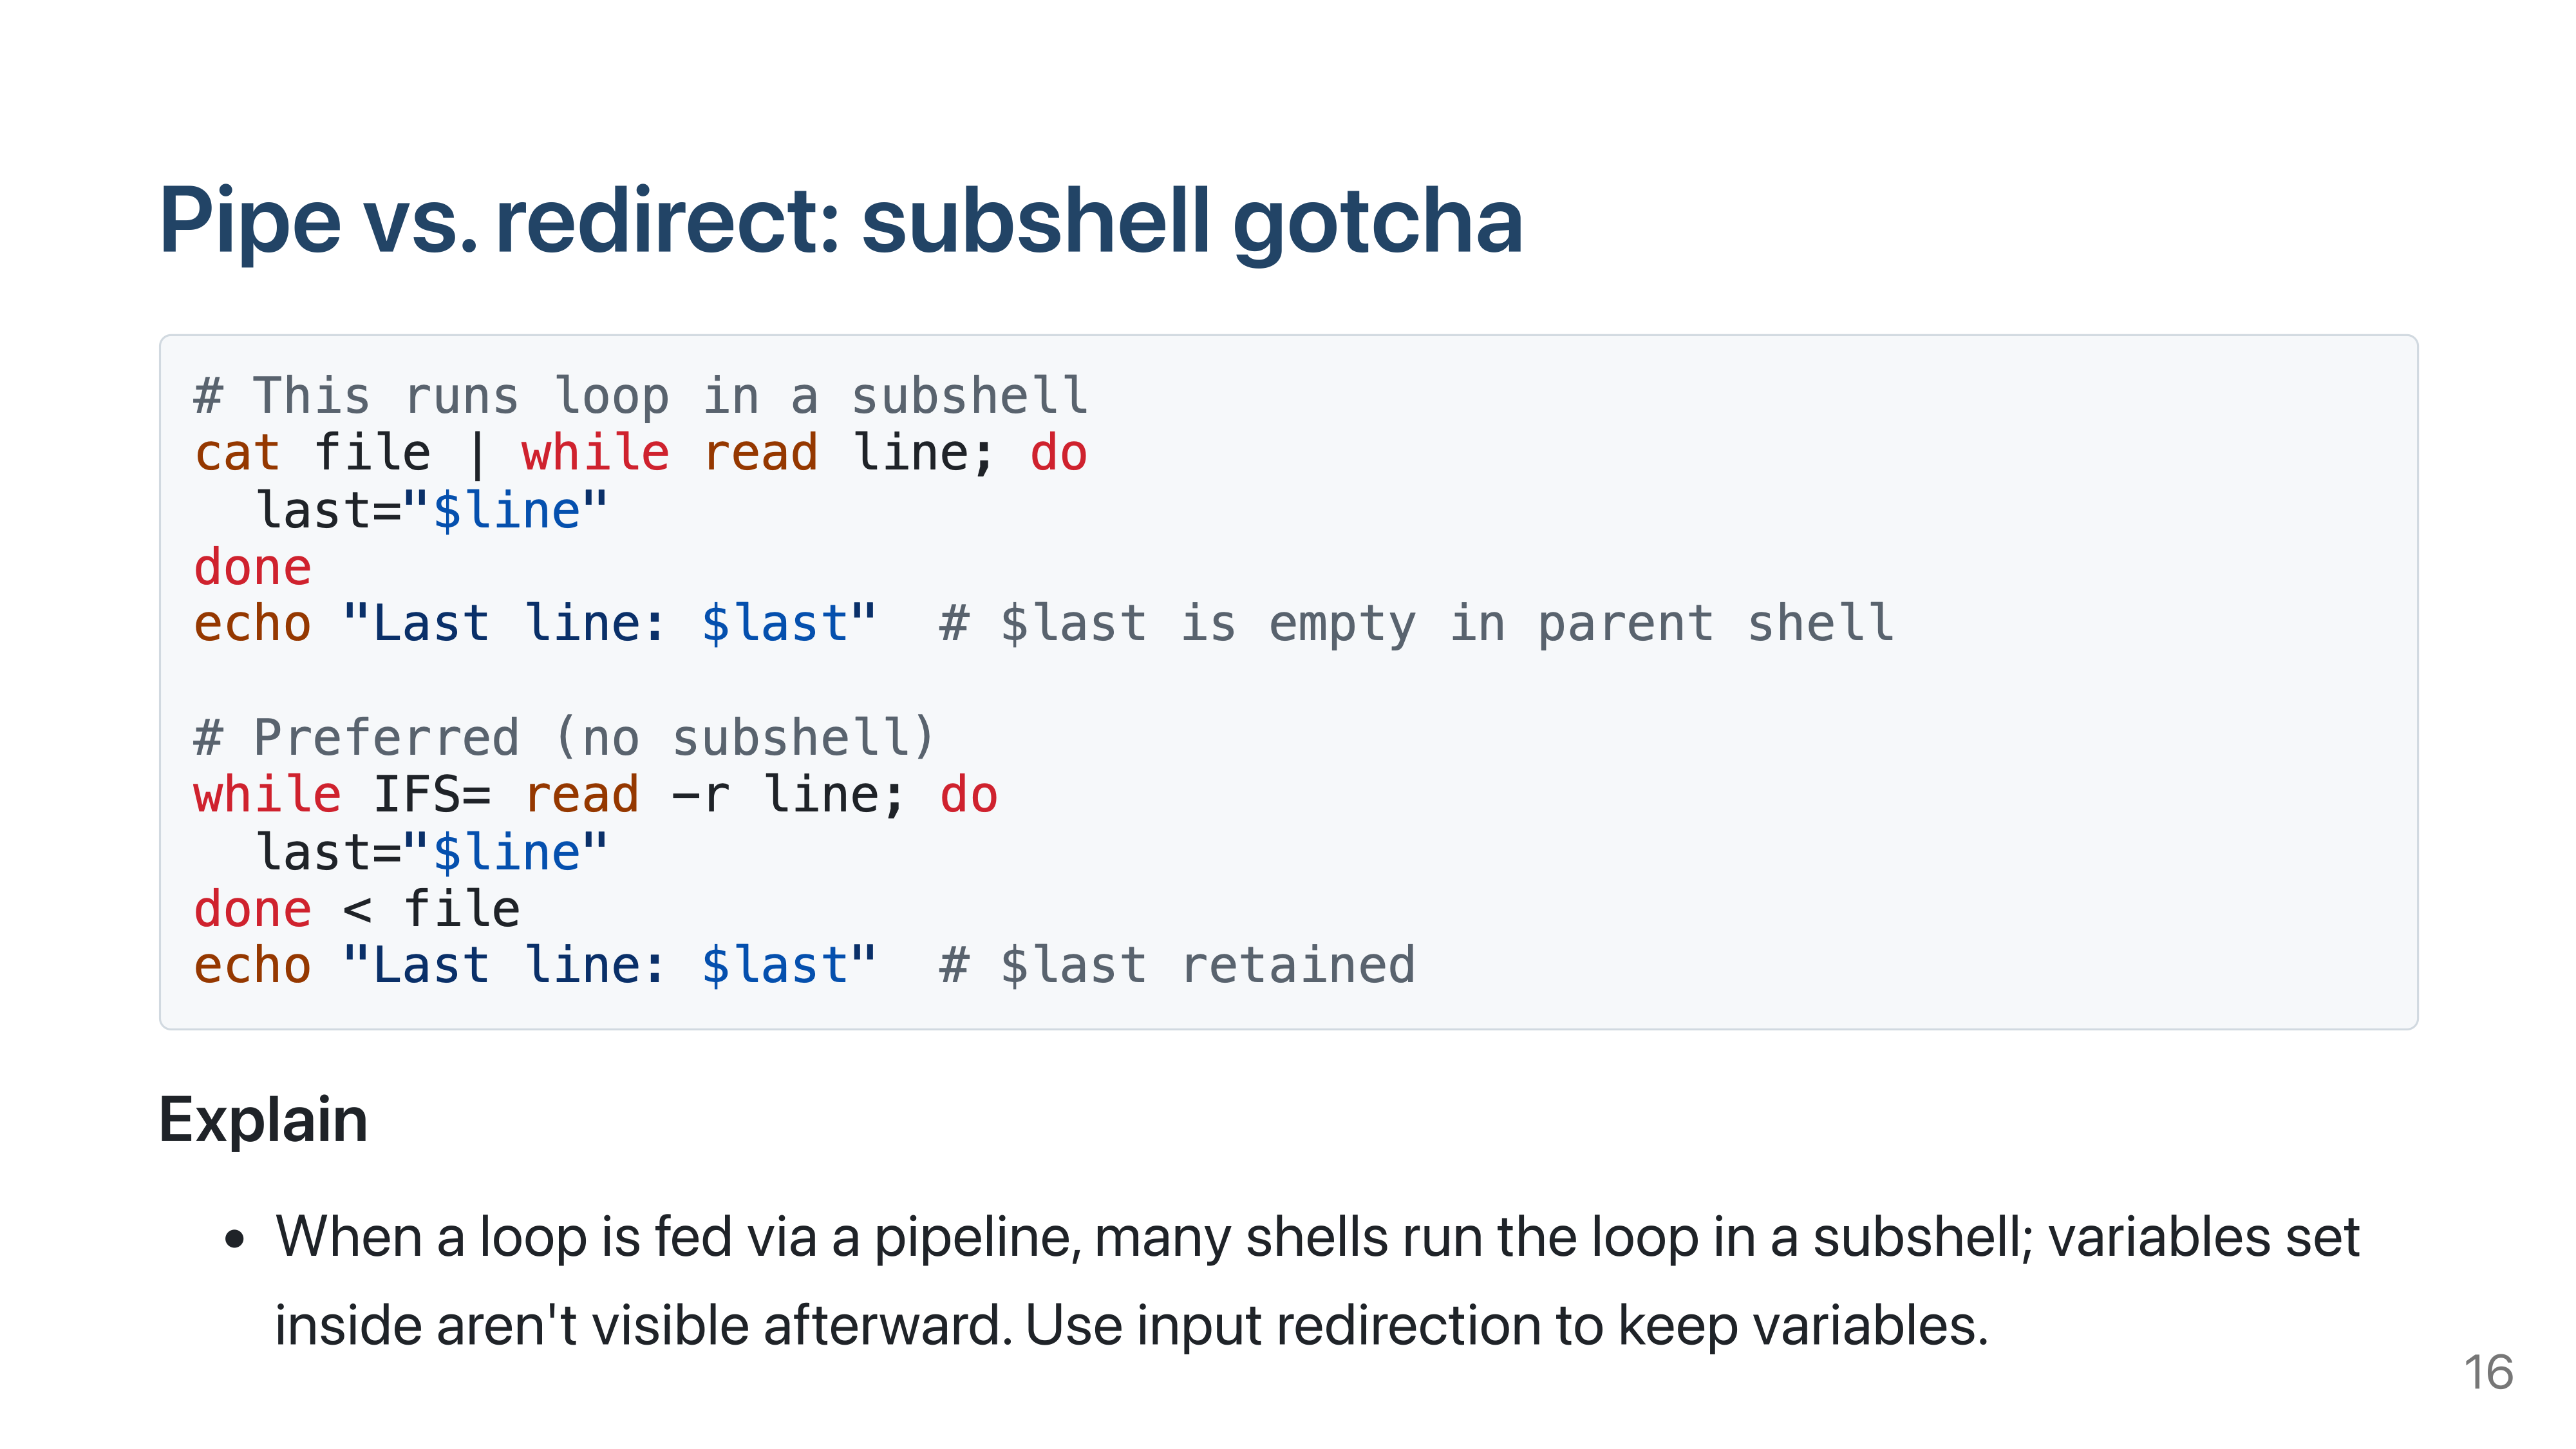 Pipe vs. redirect: subshell gotcha
# This runs loop in a subshell
cat file | while read line; do
  last="$line"
done
echo "Last line: $last"  # $last is empty in parent shell

# Preferred (no subshell)
while IFS= read -r line; do
  last="$line"
done < file
echo "Last line: $last"  # $last retained
Explain
• When a loop is fed via a pipeline, many shells run the loop in a subshell; variables set
inside aren't visible afterward. Use input redirection to keep variables.
16